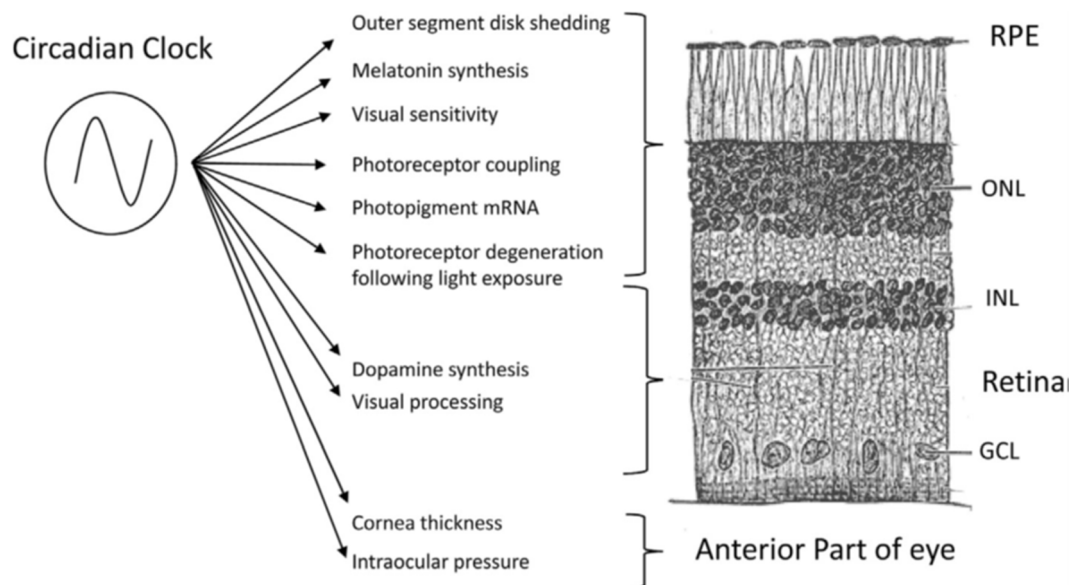 Circadian Clock
Outer segment disk shedding
Melatonin synthesis
Visual sensitivity
Photoreceptor coupling
Photopigment mRNA
Photoreceptor degeneration
following light exposure
Dopamine synthesis
Visual processing
Cornea thickness
Intraocular pressure
RPE
ONL
INL
Retinar
GCL
Anterior Part of eye